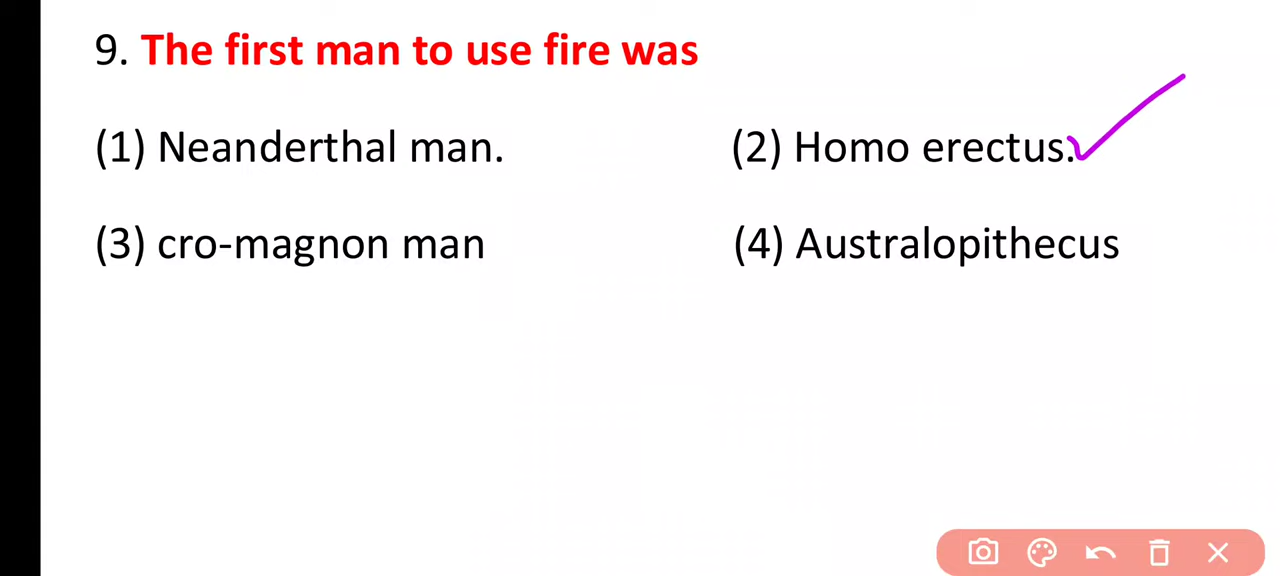 9. The first man to use fire was
(1) Neanderthal man. (2) Homo erectus.
(3) cro-magnon man (4) Australopithecus